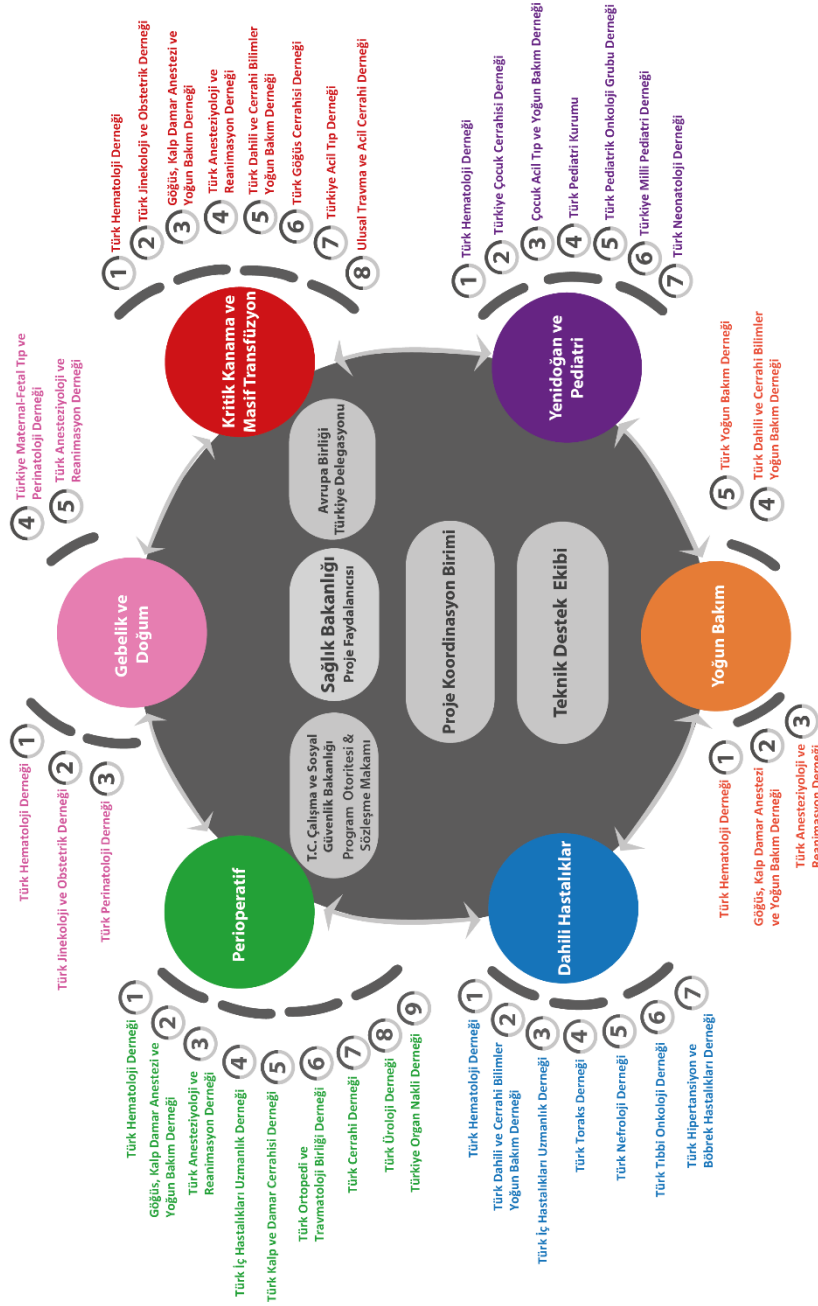 Gebelik ve
Doğum
1 Türk Hematoloji Derneği
2 Türk Jinekoloji ve Obstetrik Derneği
3 Türk Perinatoloji Derneği
4 Türkiye Maternal-Fetal Tıp ve
Perinatoloji Derneği
5 Türk Anesteziyoloji ve
Reanimasyon Derneği
Kritik Kanama ve
Masif Transfüzyon
1 Türk Hematoloji Derneği
2 Türk Jinekoloji ve Obstetrik Derneği
3 Göğüs, Kalp Damar Anestezi ve
Yoğun Bakım Derneği
4 Türk Anesteziyoloji ve
Reanimasyon Derneği
5 Türk Dahili ve Cerrahi Bilimler
Yoğun Bakım Derneği
6 Türk Göğüs Cerrahisi Derneği
7 Türkiye Acil Tıp Derneği
8 Ulusal Travma ve Acil Cerrahi Derneği
Perioperatif
1 Türk Hematoloji Derneği
2 Göğüs, Kalp Damar Anestezi ve
Yoğun Bakım Derneği
3 Türk Anesteziyoloji ve
Reanimasyon Derneği
4 Türk İç Hastalıkları Uzmanlık Derneği
5 Türk Kalp ve Damar Cerrahisi Derneği
6 Türk Ortopedi ve
Travmatoloji Birliği Derneği
7 Türk Cerrahi Derneği
8 Türk Üroloji Derneği
9 Türkiye Organ Nakli Derneği
T.C. Çalışma ve Sosyal
Güvenlik Bakanlığı
Program Otoritesi &
Sözleşme Makamı
Sağlık Bakanlığı
Proje Faydalanıcısı
Avrupa Birliği
Türkiye Delegasyonu
Proje Koordinasyon Birimi
Teknik Destek Ekibi
Dahili Hastalıklar
1 Türk Hematoloji Derneği
2 Türk Dahili ve Cerrahi Bilimler
Yoğun Bakım Derneği
3 Türk İç Hastalıkları Uzmanlık Derneği
4 Türk Toraks Derneği
5 Türk Nefroloji Derneği
6 Türk Tıbbi Onkoloji Derneği
7 Türk Hipertansiyon ve
Böbrek Hastalıkları Derneği
Yenidoğan ve
Pediatri
1 Türk Hematoloji Derneği
2 Türkiye Çocuk Cerrahisi Derneği
3 Çocuk Acil Tıp ve Yoğun Bakım Derneği
4 Türk Pediatri Kurumu
5 Türk Pediatrik Onkoloji Grubu Derneği
6 Türkiye Milli Pediatri Derneği
7 Türk Neonatoloji Derneği
Yoğun Bakım
1 Türk Hematoloji Derneği
2 Göğüs, Kalp Damar Anestezi
ve Yoğun Bakım Derneği
3 Türk Anesteziyoloji ve
Reanimasyon Derneği
4 Türk Dahili ve Cerrahi Bilimler
Yoğun Bakım Derneği
5 Türk Yoğun Bakım Derneği